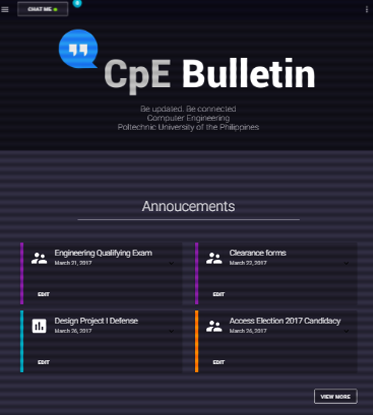 CHAT ME
CpE Bulletin
Be updated. Be connected
Computer Engineering
Poltechnic University of the Philippines
Annoucements
Engineering Qualifying Exam
March 21, 2017
EDIT
Clearance forms
March 22, 2017
EDIT
Design Project I Defense
March 26, 2017
EDIT
Access Election 2017 Candidacy
March 26, 2017
EDIT
VIEW MORE